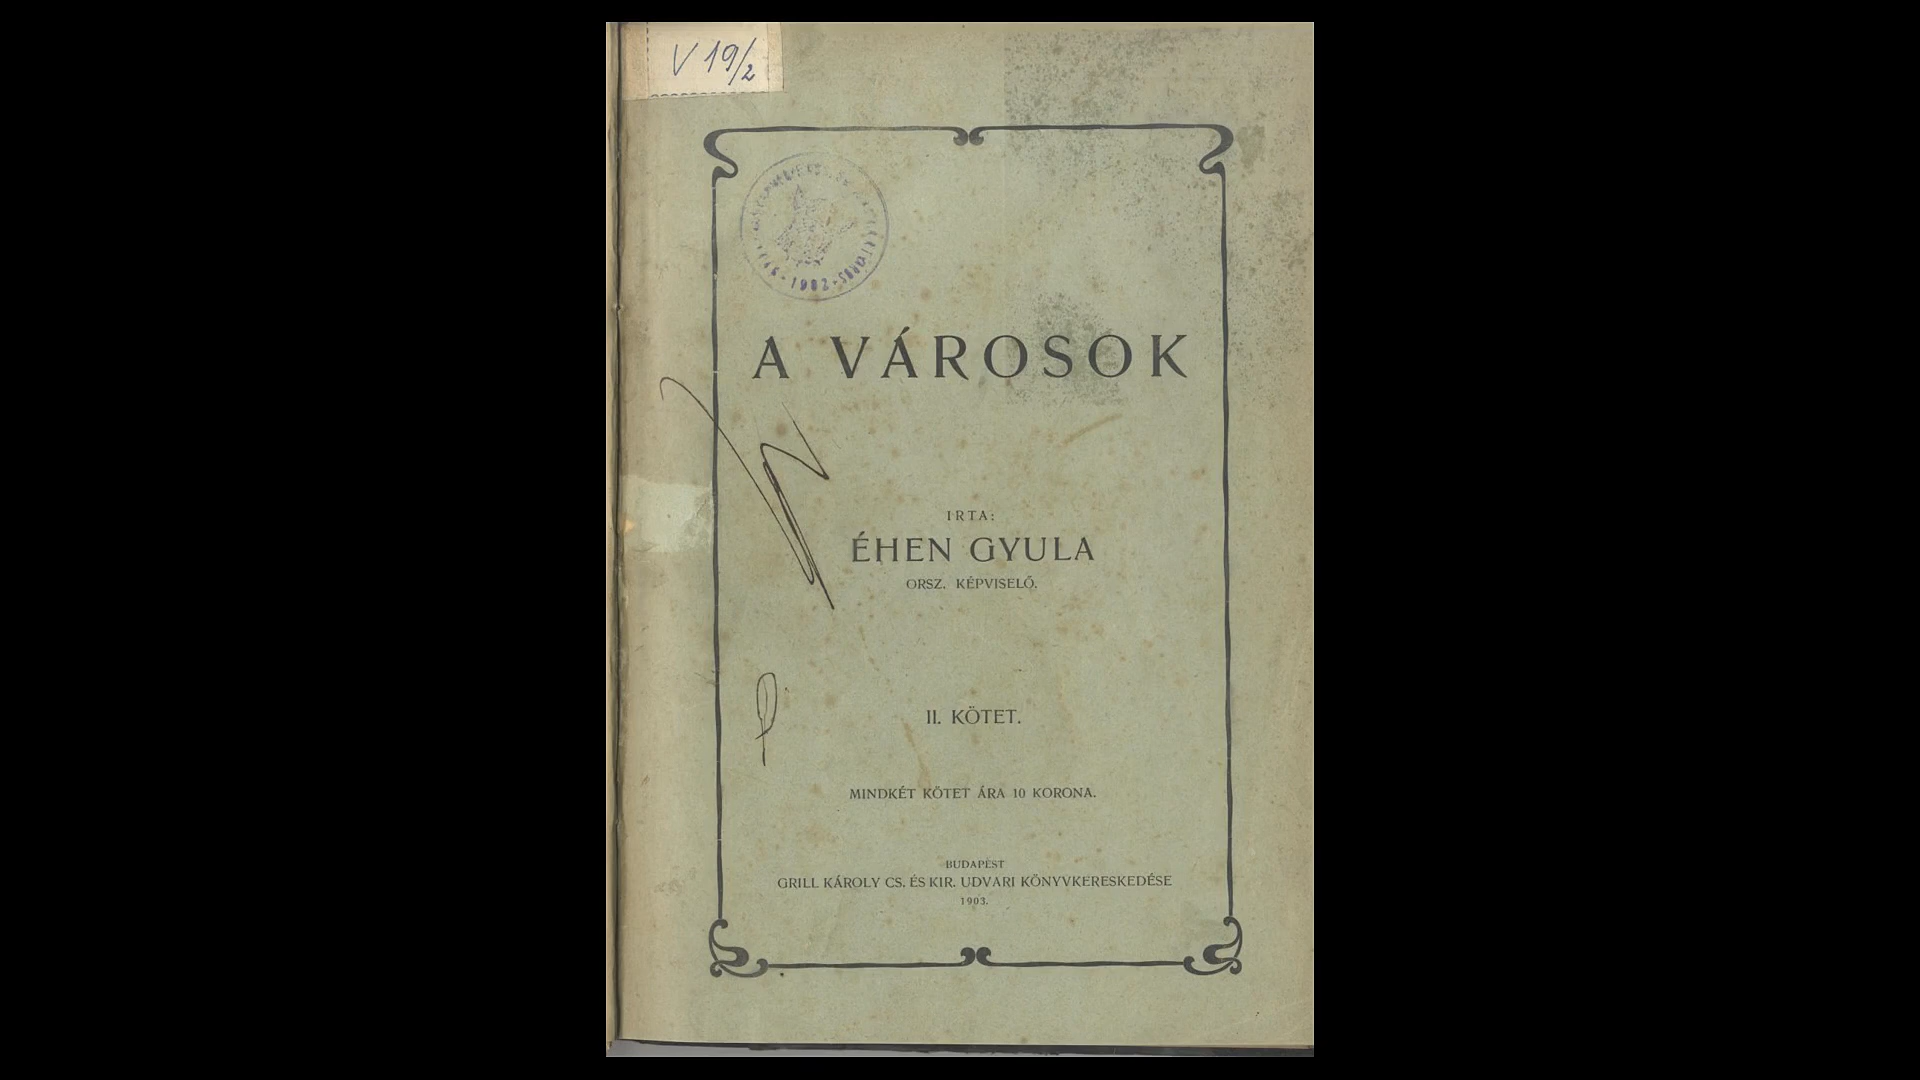 V 19/2
1902
A VÁROSOK
IRTA:
ÉHEN GYULA
ORSZ. KÉPVISELŐ.
II. KÖTET.
MINDKÉT KÖTET ÁRA 10 KORONA.
BUDAPEST
GRILL KÁROLY CS. ÉS KIR. UDVARI KÖNYVKERESKEDÉSE
1903.